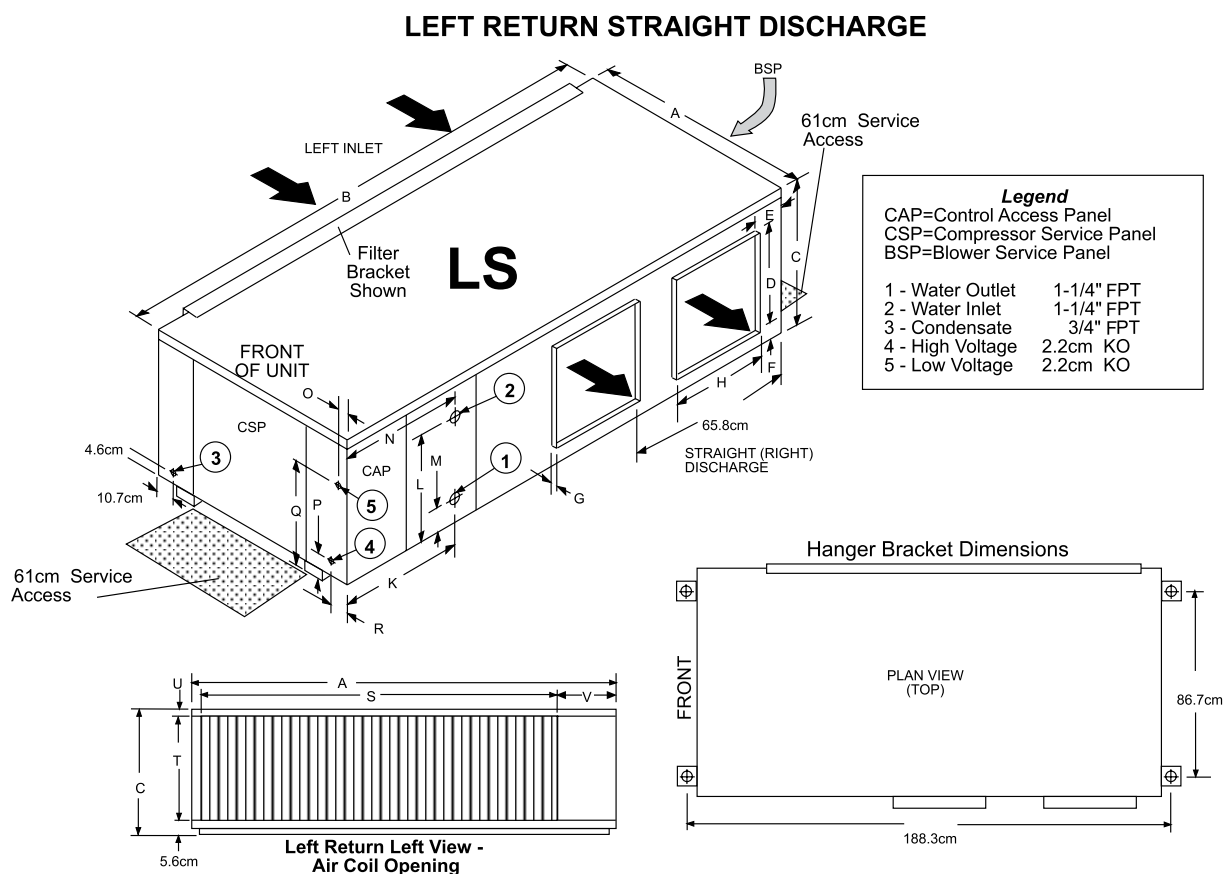 LEFT RETURN STRAIGHT DISCHARGE
BSP
A
61cm Service
Access
LEFT INLET
B
Filter
Bracket
Shown
LS
E
C
D
Legend
CAP=Control Access Panel
CSP=Compressor Service Panel
BSP=Blower Service Panel
1 - Water Outlet 1-1/4" FPT
2 - Water Inlet 1-1/4" FPT
3 - Condensate 3/4" FPT
4 - High Voltage 2.2cm KO
5 - Low Voltage 2.2cm KO
FRONT
OF UNIT
O
F
H
2
N
CSP
65.8cm
4.6cm
3
CAP
M
1
STRAIGHT (RIGHT)
DISCHARGE
L
10.7cm
Q
P
5
G
4
61cm Service
Access
K
R
Hanger Bracket Dimensions
FRONT
PLAN VIEW
(TOP)
86.7cm
188.3cm
U
A
S
V
T
C
5.6cm
Left Return Left View -
Air Coil Opening